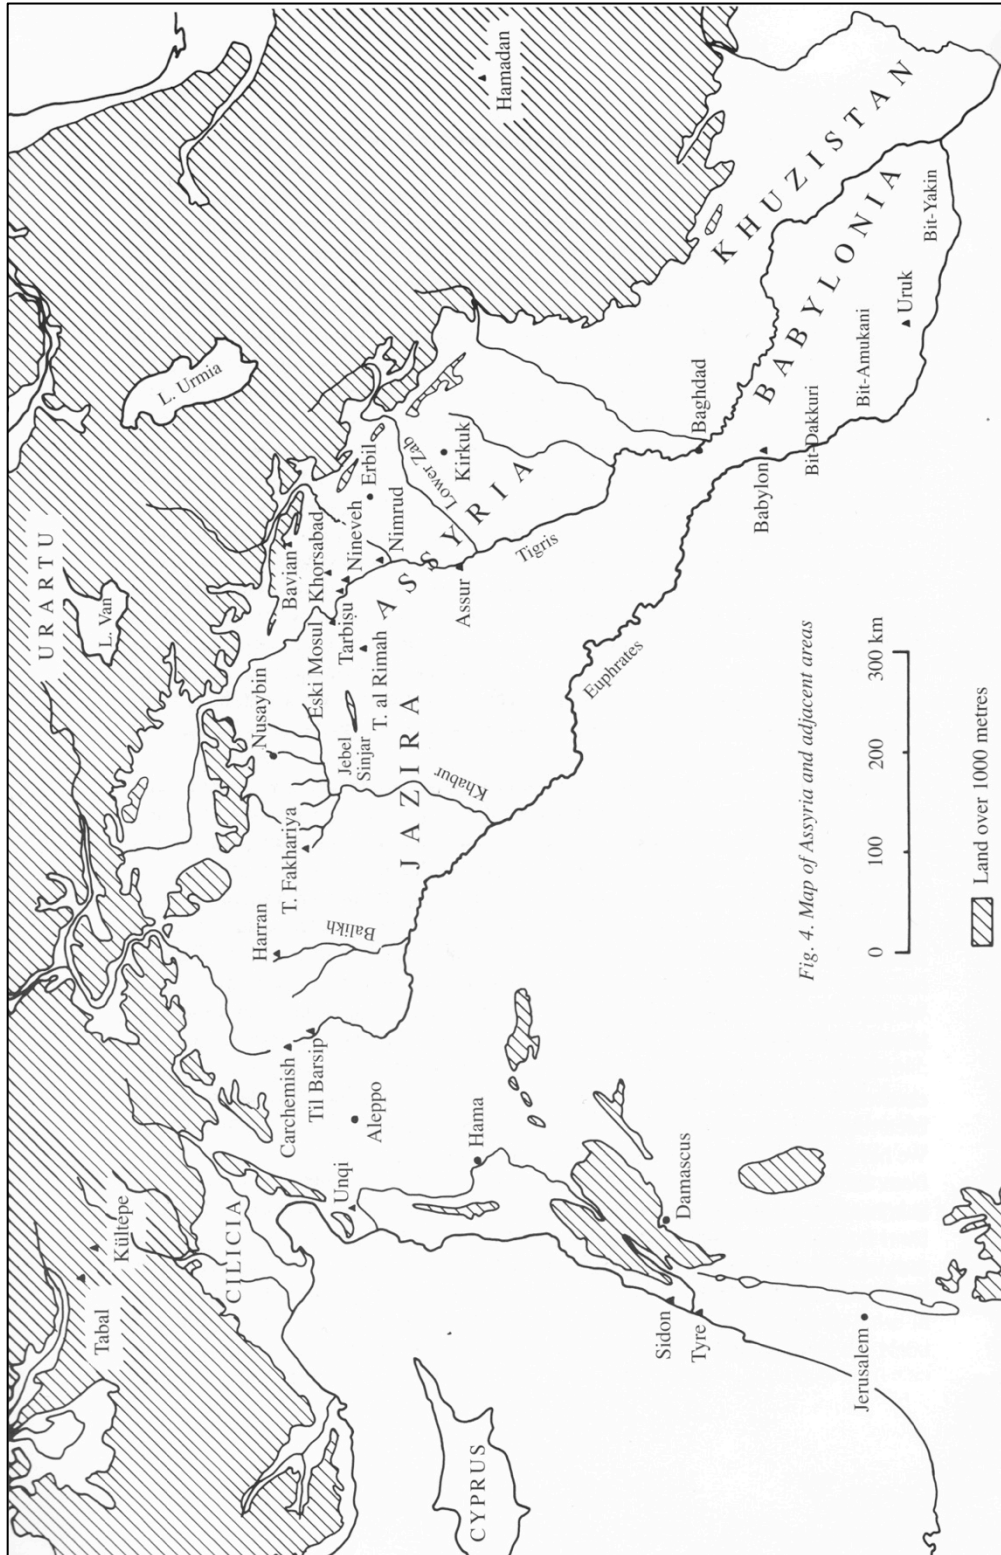 URARTU
L. Van
L. Urmia
Hamadan
Tabal
Kültepe
CILICIA
CYPRUS
Unqi
Carchemish
Til Barsip
Aleppo
Hama
Harran
Balikh
T. Fakhariya
Nusaybin
JAZIRA
Khabur
Jebel
Sinjar
Eski Mosul
Tarbisu
T. al Rimah
Bavian
Khorsabad
Nineveh
Nimrud
Erbil
Lower Zab
Kirkuk
ASSYRIA
Assur
Tigris
Euphrates
Baghdad
KHUZISTAN
BABYLONIA
Babylon
Bit-Dakkuri
Bit-Amukani
Uruk
Bit-Yakin
Damascus
Sidon
Tyre
Jerusalem
Fig. 4. Map of Assyria and adjacent areas
0 100 200 300 km
Land over 1000 metres